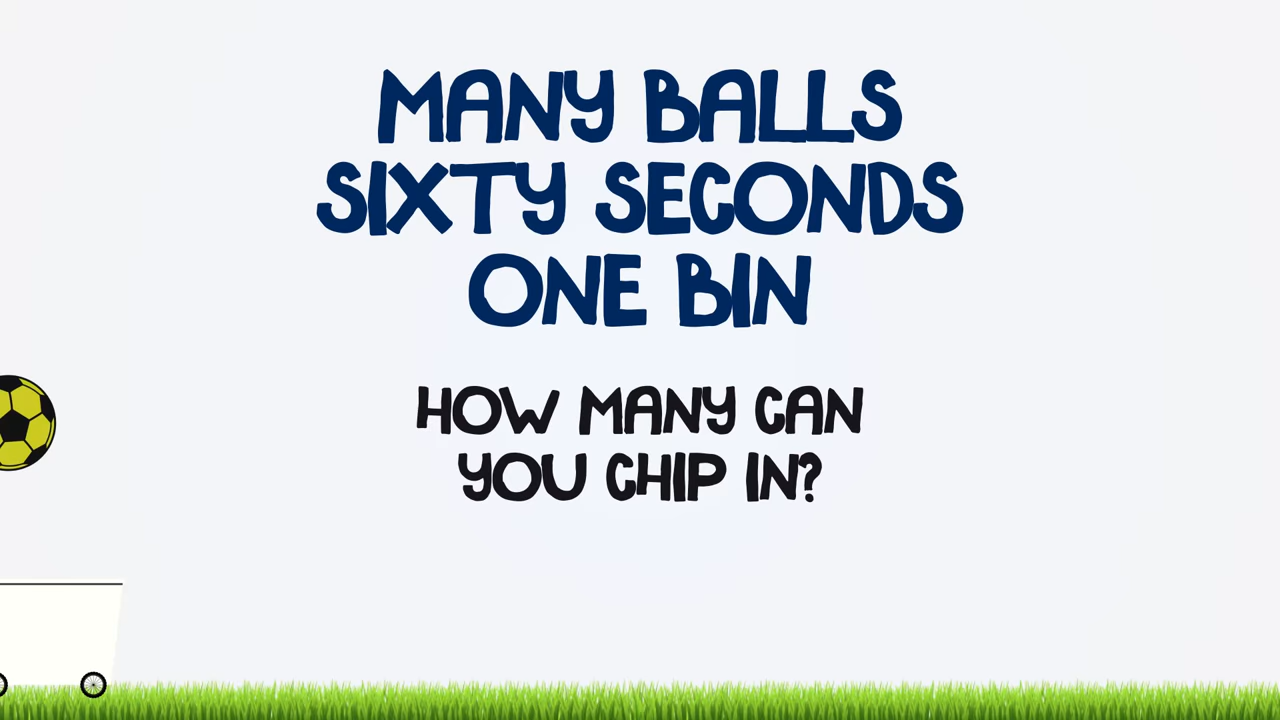 MANY BALLS
SIXTY SECONDS
ONE BIN
HOW MANY CAN
YOU CHIP IN?